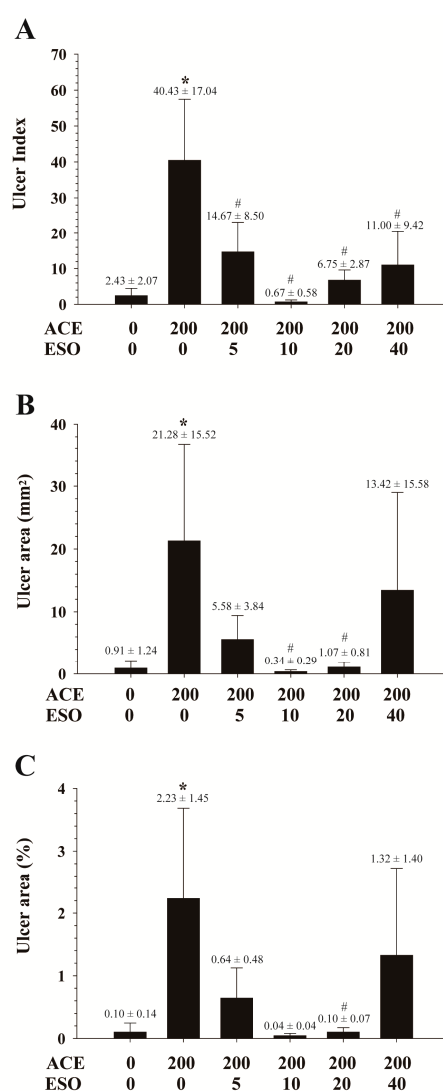 A
Ulcer Index
70
60
50
40
30
20
10
0
*
40.43 ± 17.04
2.43 ± 2.07
#
14.67 ± 8.50
#
0.67 ± 0.58
#
6.75 ± 2.87
#
11.00 ± 9.42
ACE 0 200 200 200 200 200
ESO 0 0 5 10 20 40
B
Ulcer area (mm²)
40
30
20
10
0
*
21.28 ± 15.52
0.91 ± 1.24
5.58 ± 3.84
#
0.34 ± 0.29
#
1.07 ± 0.81
13.42 ± 15.58
ACE 0 200 200 200 200 200
ESO 0 0 5 10 20 40
C
Ulcer area (%)
4
3
2
1
0
*
2.23 ± 1.45
0.10 ± 0.14
0.64 ± 0.48
0.04 ± 0.04
#
0.10 ± 0.07
1.32 ± 1.40
ACE 0 200 200 200 200 200
ESO 0 0 5 10 20 40